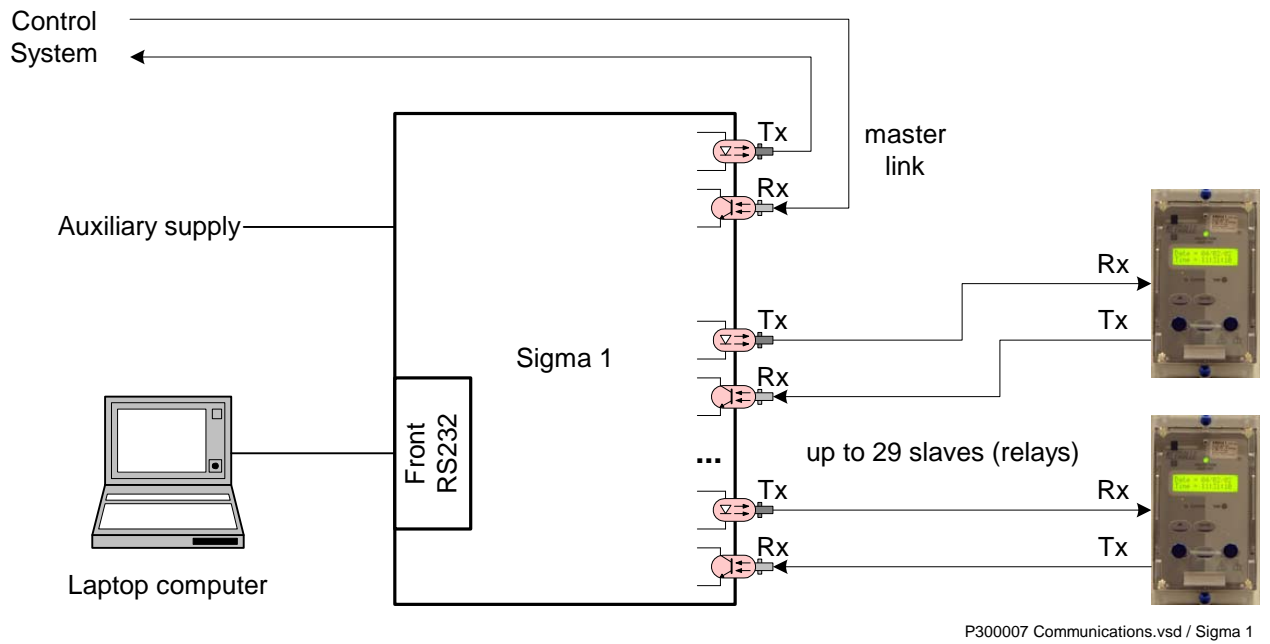 Control
System
Tx
master
link
Rx
Auxiliary supply
Rx
Tx
Tx
Sigma 1
Rx
Front
RS232
...
up to 29 slaves (relays)
Tx
Rx
Rx
Tx
Laptop computer
P300007 Communications.vsd / Sigma 1